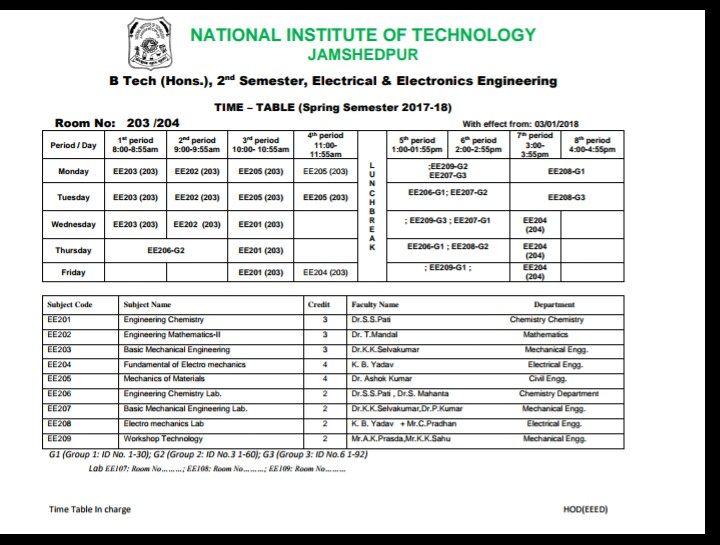 NATIONAL INSTITUTE OF TECHNOLOGY
JAMSHEDPUR
B Tech (Hons.), 2nd Semester, Electrical & Electronics Engineering
TIME – TABLE (Spring Semester 2017-18)
Room No: 203 /204 With effect from: 03/01/2018
Period / Day 1st period 8:00-8:55am 2nd period 9:00-9:55am 3rd period 10:00- 10:55am 4th period 11:00-11:55am LUNCHBREAK 5th period 1:00-01:55pm 6th period 2:00-2:55pm 7th period 3:00-3:55pm 8th period 4:00-4:55pm
Monday EE203 (203) EE202 (203) EE205 (203) EE205 (203) ;EE209-G2 EE207-G3 EE208-G1
Tuesday EE203 (203) EE202 (203) EE205 (203) EE205 (203) EE206-G1; EE207-G2 EE208-G3
Wednesday EE203 (203) EE202 (203) EE201 (203) ; EE209-G3 ; EE207-G1 EE204 (204)
Thursday EE206-G2 EE201 (203) EE206-G1 ; EE208-G2 EE204 (204)
Friday EE201 (203) EE204 (203) ; EE209-G1 ; EE204 (204)
Subject Code Subject Name Credit Faculty Name Department
EE201 Engineering Chemistry 3 Dr.S.S.Pati Chemistry Chemistry
EE202 Engineering Mathematics-II 3 Dr. T.Mandal Mathematics
EE203 Basic Mechanical Engineering 3 Dr.K.K.Selvakumar Mechanical Engg.
EE204 Fundamental of Electro mechanics 4 K. B. Yadav Electrical Engg.
EE205 Mechanics of Materials 4 Dr. Ashok Kumar Civil Engg.
EE206 Engineering Chemistry Lab. 2 Dr.S.S.Pati , Dr.S. Mahanta Chemistry Department
EE207 Basic Mechanical Engineering Lab. 2 Dr.K.K.Selvakumar,Dr.P.Kumar Mechanical Engg.
EE208 Electro mechanics Lab 2 K. B. Yadav + Mr.C.Pradhan Electrical Engg.
EE209 Workshop Technology 2 Mr.A.K.Prasda,Mr.K.K.Sahu Mechanical Engg.
G1 (Group 1: ID No. 1-30); G2 (Group 2: ID No.3 1-60); G3 (Group 3: ID No.6 1-92)
Lab EE107: Room No.........; EE108: Room No.........; EE109: Room No.........
Time Table In charge HOD(EEED)